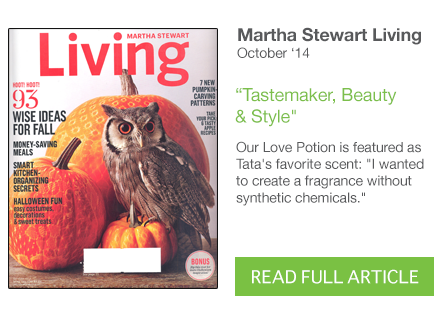 MARTHA STEWART
Living
HOOT! HOOT!
93
WISE IDEAS
FOR FALL
MONEY-SAVING
MEALS
SMART
KITCHEN-
ORGANIZING
SECRETS
HALLOWEEN FUN
easy costumes,
decorations
& sweet treats
7 NEW
PUMPKIN-
CARVING
PATTERNS
TAKE
YOUR PICK
& TASTY
APPLE
RECIPES
BONUS
Martha Stewart Living
October ‘14
“Tastemaker, Beauty
& Style"
Our Love Potion is featured as
Tata's favorite scent: "I wanted
to create a fragrance without
synthetic chemicals."
READ FULL ARTICLE